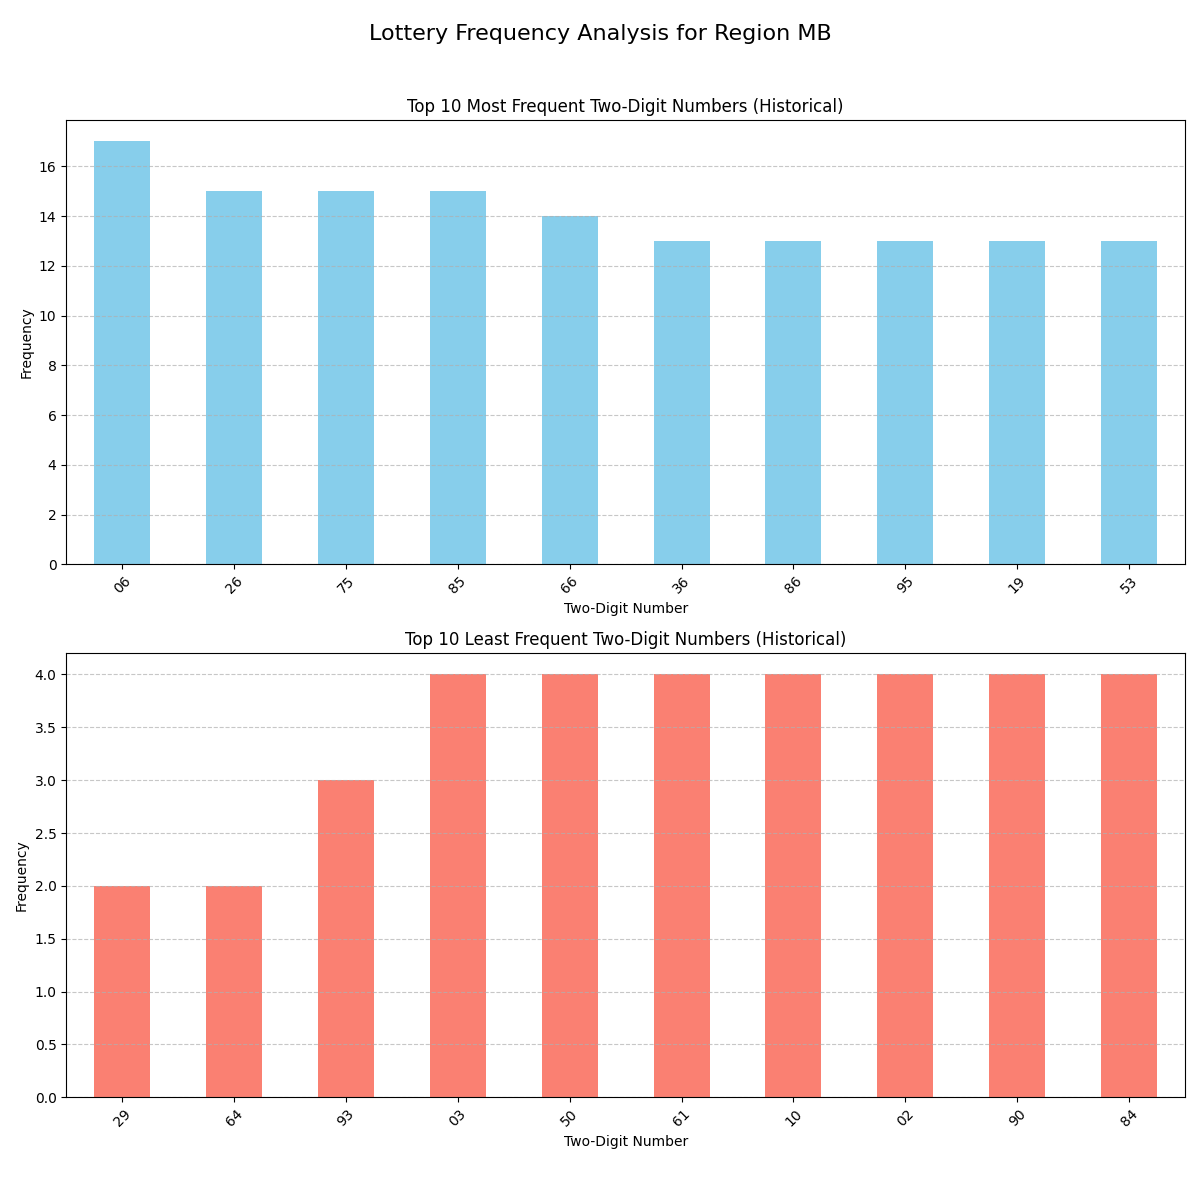 Lottery Frequency Analysis for Region MB
Top 10 Most Frequent Two-Digit Numbers (Historical)
Frequency
16
14
12
10
8
6
4
2
0
06 26 75 85 66 36 86 95 19 53
Two-Digit Number
Top 10 Least Frequent Two-Digit Numbers (Historical)
Frequency
4.0
3.5
3.0
2.5
2.0
1.5
1.0
0.5
0.0
29 64 93 03 50 61 10 02 90 84
Two-Digit Number